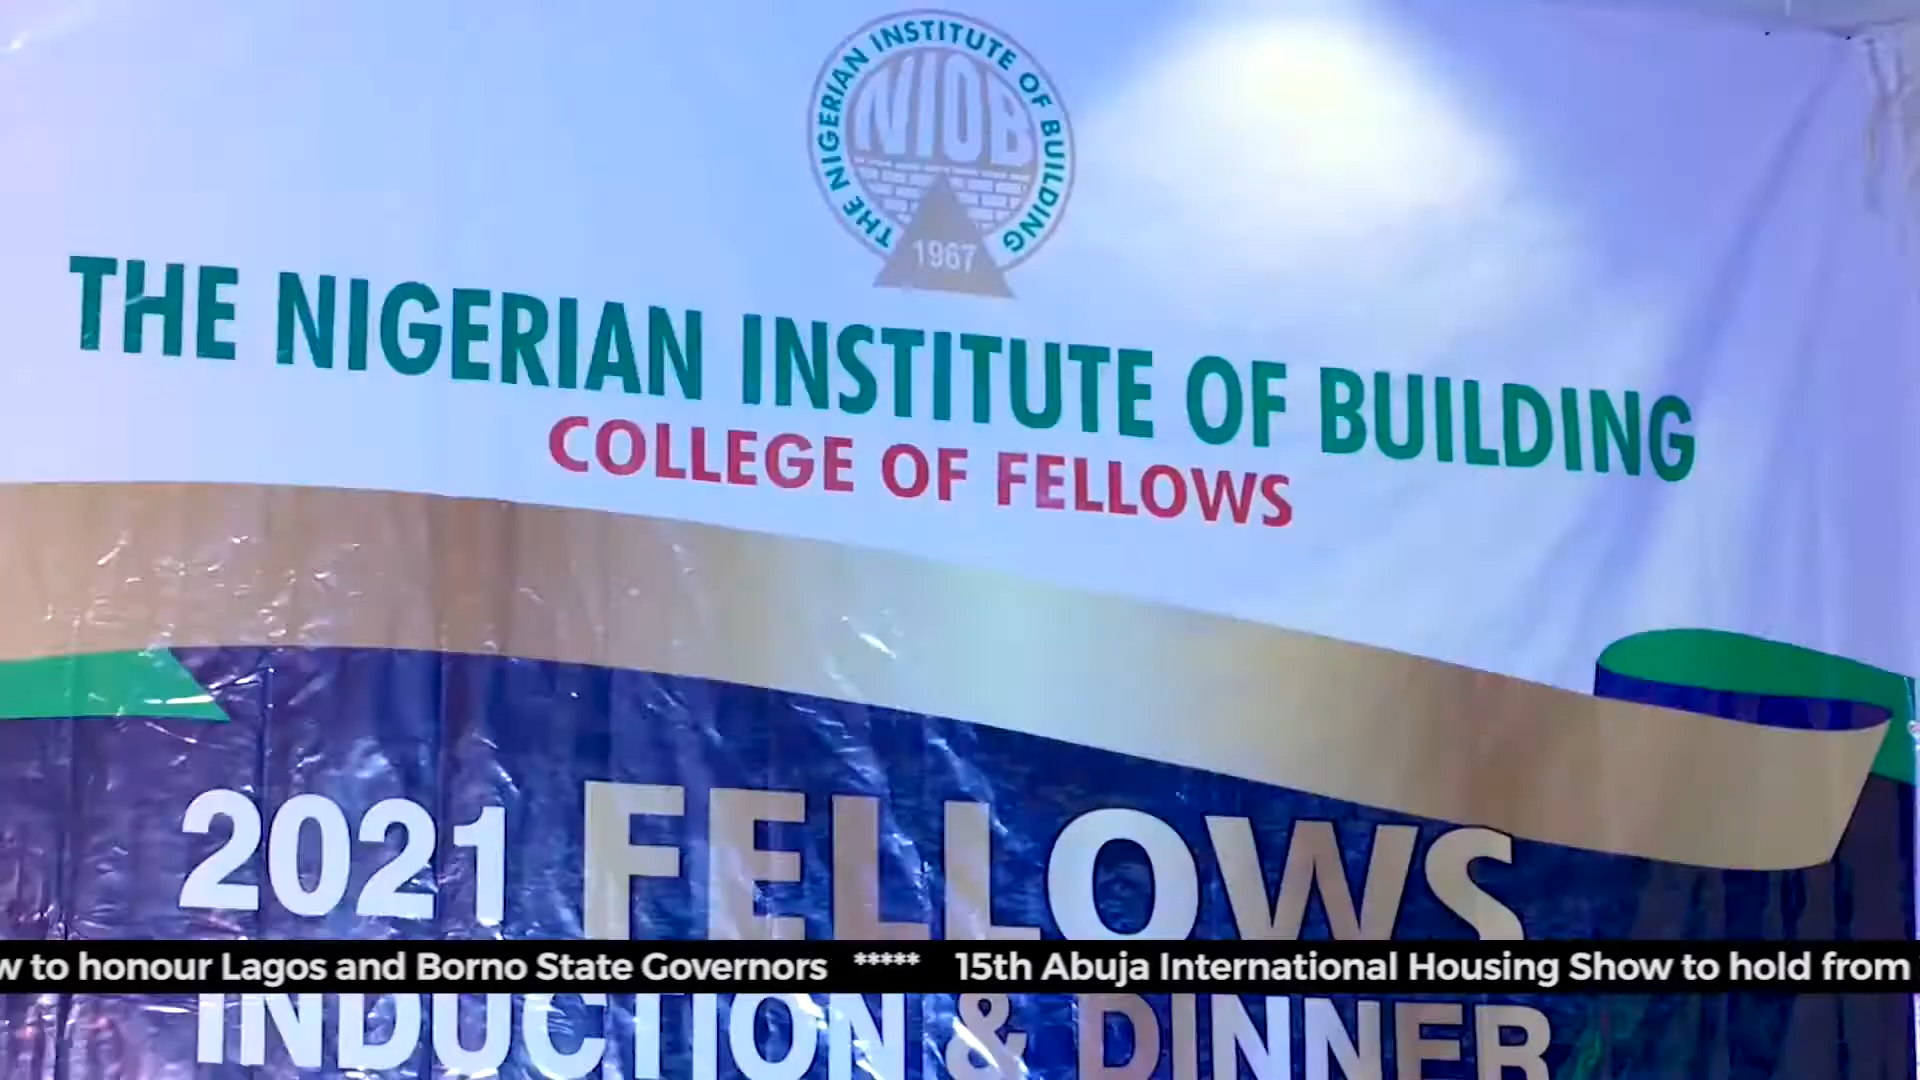 THE NIGERIAN INSTITUTE OF BUILDING
NIOB
1967
THE NIGERIAN INSTITUTE OF BUILDING
COLLEGE OF FELLOWS
2021 FELLOWS
w to honour Lagos and Borno State Governors ***** 15th Abuja International Housing Show to hold from
INDUCTION & DINNER